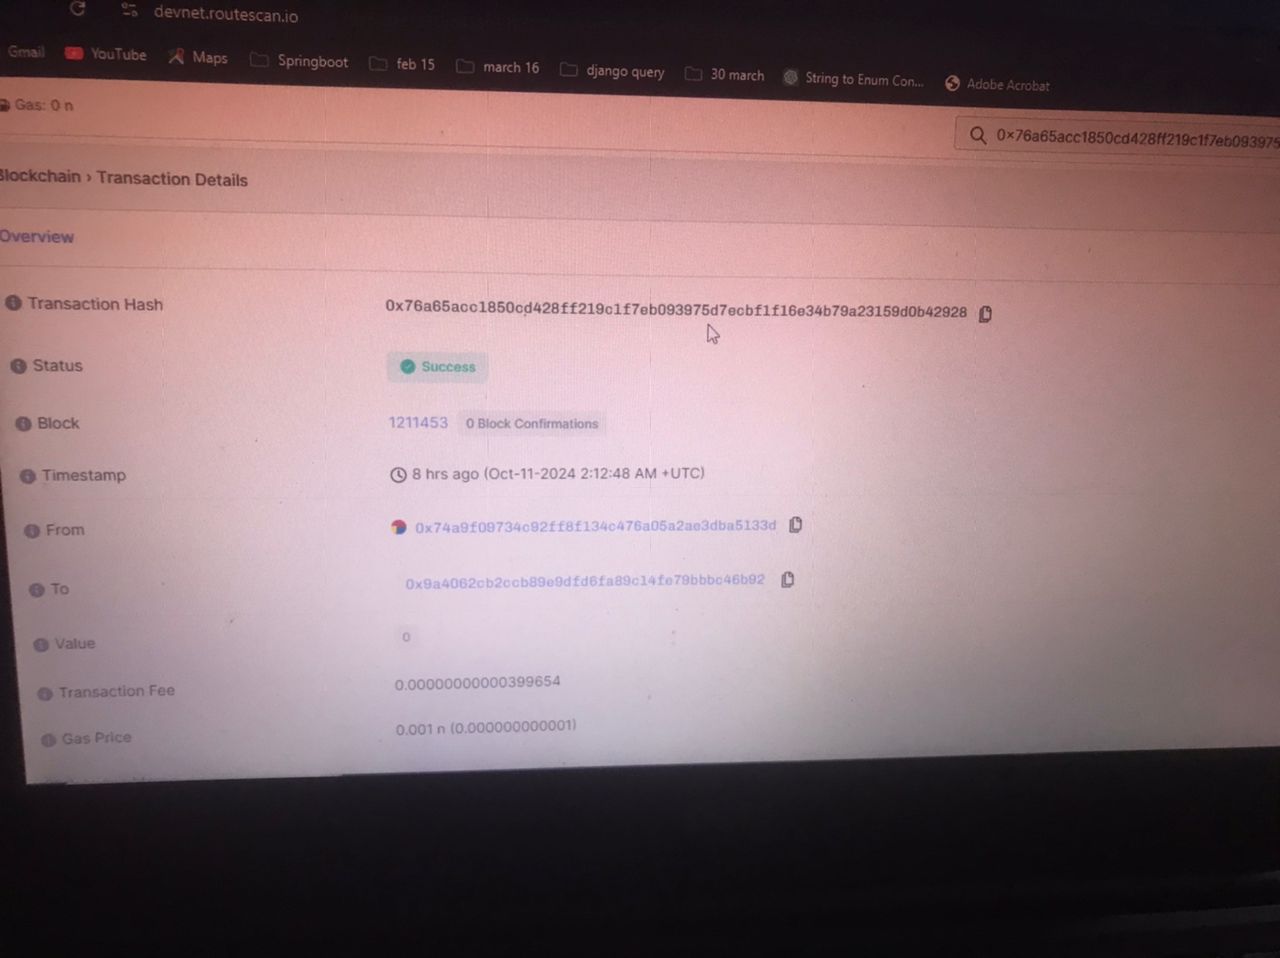 devnet.routescan.io
Gmail YouTube Maps Springboot feb 15 march 16 django query 30 march String to Enum Con... Adobe Acrobat
Gas: 0 n
0x76a65acc1850cd428ff219c1f7eb093975
Blockchain › Transaction Details
Overview
Transaction Hash 0x76a65acc1850cd428ff219c1f7eb093975d7ecbf1f16e34b79a23159d0b42928
Status Success
Block 1211453 0 Block Confirmations
Timestamp 8 hrs ago (Oct-11-2024 2:12:48 AM +UTC)
From 0x74a9f09734c92ff8f134c476a05a2ae3dba5133d
To 0x9a4062cb2ccb89e9dfd6fa89c14fe79bbbc46b92
Value 0
Transaction Fee 0.00000000000399654
Gas Price 0.001 n (0.000000000001)